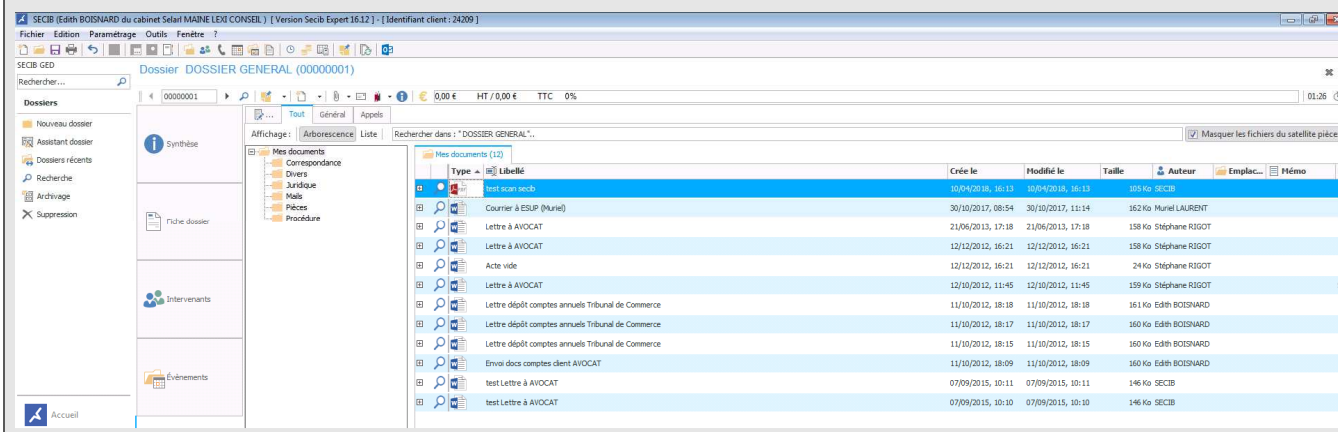 SECIB (Edith BOISNARD du cabinet Selarl MAINE LEXI CONSEIL ) [ Version Secib Expert 16.12 ] - [ Identifiant client : 24209 ]
Fichier Edition Paramétrage Outils Fenêtre ?
SECIB GED
Dossier DOSSIER GENERAL (00000001)
Rechercher...
00000001 0,00 € HT / 0,00 € TTC 0% 01:26
Dossiers
Nouveau dossier
Assistant dossier
Dossiers récents
Recherche
Archivage
Suppression
Accueil
Synthèse
Fiche dossier
Intervenants
Évènements
... Tout Général Appels
Affichage : Arborescence Liste Rechercher dans : "DOSSIER GENERAL".. Masquer les fichiers du satellite pièce
Mes documents
Correspondance
Divers
Juridique
Mails
Pièces
Procédure
Mes documents (12)
Type Libellé Crée le Modifié le Taille Auteur Emplac... Mémo
test scan secib 10/04/2018, 16:13 10/04/2018, 16:13 105 Ko SECIB
Courrier à ESUP (Muriel) 30/10/2017, 08:54 30/10/2017, 11:14 162 Ko Muriel LAURENT
Lettre à AVOCAT 21/06/2013, 17:18 21/06/2013, 17:18 158 Ko Stéphane RIGOT
Lettre à AVOCAT 12/12/2012, 16:21 12/12/2012, 16:21 158 Ko Stéphane RIGOT
Acte vide 12/12/2012, 16:21 12/12/2012, 16:21 24 Ko Stéphane RIGOT
Lettre à AVOCAT 12/10/2012, 11:45 12/10/2012, 11:45 159 Ko Stéphane RIGOT
Lettre dépôt comptes annuels Tribunal de Commerce 11/10/2012, 18:18 11/10/2012, 18:18 161 Ko Edith BOISNARD
Lettre dépôt comptes annuels Tribunal de Commerce 11/10/2012, 18:17 11/10/2012, 18:17 160 Ko Edith BOISNARD
Lettre dépôt comptes annuels Tribunal de Commerce 11/10/2012, 18:15 11/10/2012, 18:15 160 Ko Edith BOISNARD
Envoi docs comptes client AVOCAT 11/10/2012, 18:09 11/10/2012, 18:09 160 Ko Edith BOISNARD
test Lettre à AVOCAT 07/09/2015, 10:11 07/09/2015, 10:11 146 Ko SECIB
test Lettre à AVOCAT 07/09/2015, 10:10 07/09/2015, 10:10 146 Ko SECIB